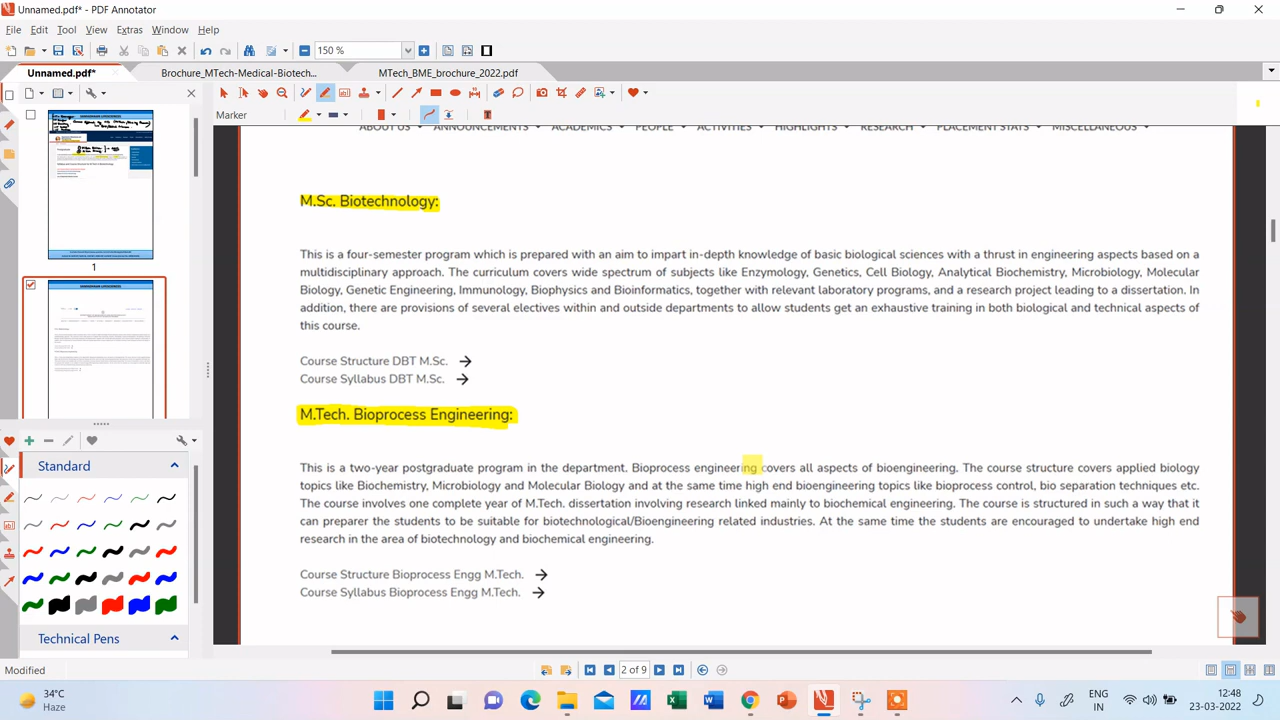 Unnamed.pdf* - PDF Annotator
File Edit Tool View Extras Window Help
150 %
Unnamed.pdf* Brochure_MTech-Medical-Biotech... MTech_BME_brochure_2022.pdf
Marker
ABOUT US ANNOUNCEMENTS ACADEMICS PEOPLE ACTIVITIES HIGHLIGHTS RESEARCH PLACEMENT STATS MISCELLANEOUS
M.Sc. Biotechnology:
This is a four-semester program which is prepared with an aim to impart in-depth knowledge of basic biological sciences with a thrust in engineering aspects based on a
multidisciplinary approach. The curriculum covers wide spectrum of subjects like Enzymology, Genetics, Cell Biology, Analytical Biochemistry, Microbiology, Molecular
Biology, Genetic Engineering, Immunology, Biophysics and Bioinformatics, together with relevant laboratory programs, and a research project leading to a dissertation. In
addition, there are provisions of several electives within and outside departments to allow students get an exhaustive training in both biological and technical aspects of
this course.
Course Structure DBT M.Sc. →
Course Syllabus DBT M.Sc. →
M.Tech. Bioprocess Engineering:
This is a two-year postgraduate program in the department. Bioprocess engineering covers all aspects of bioengineering. The course structure covers applied biology
topics like Biochemistry, Microbiology and Molecular Biology and at the same time high end bioengineering topics like bioprocess control, bio separation techniques etc.
The course involves one complete year of M.Tech. dissertation involving research linked mainly to biochemical engineering. The course is structured in such a way that it
can preparer the students to be suitable for biotechnological/Bioengineering related industries. At the same time the students are encouraged to undertake high end
research in the area of biotechnology and biochemical engineering.
Course Structure Bioprocess Engg M.Tech. →
Course Syllabus Bioprocess Engg M.Tech. →
1
Standard
Technical Pens
Modified
2 of 9
34°C
Haze
ENG
IN
12:48
23-03-2022